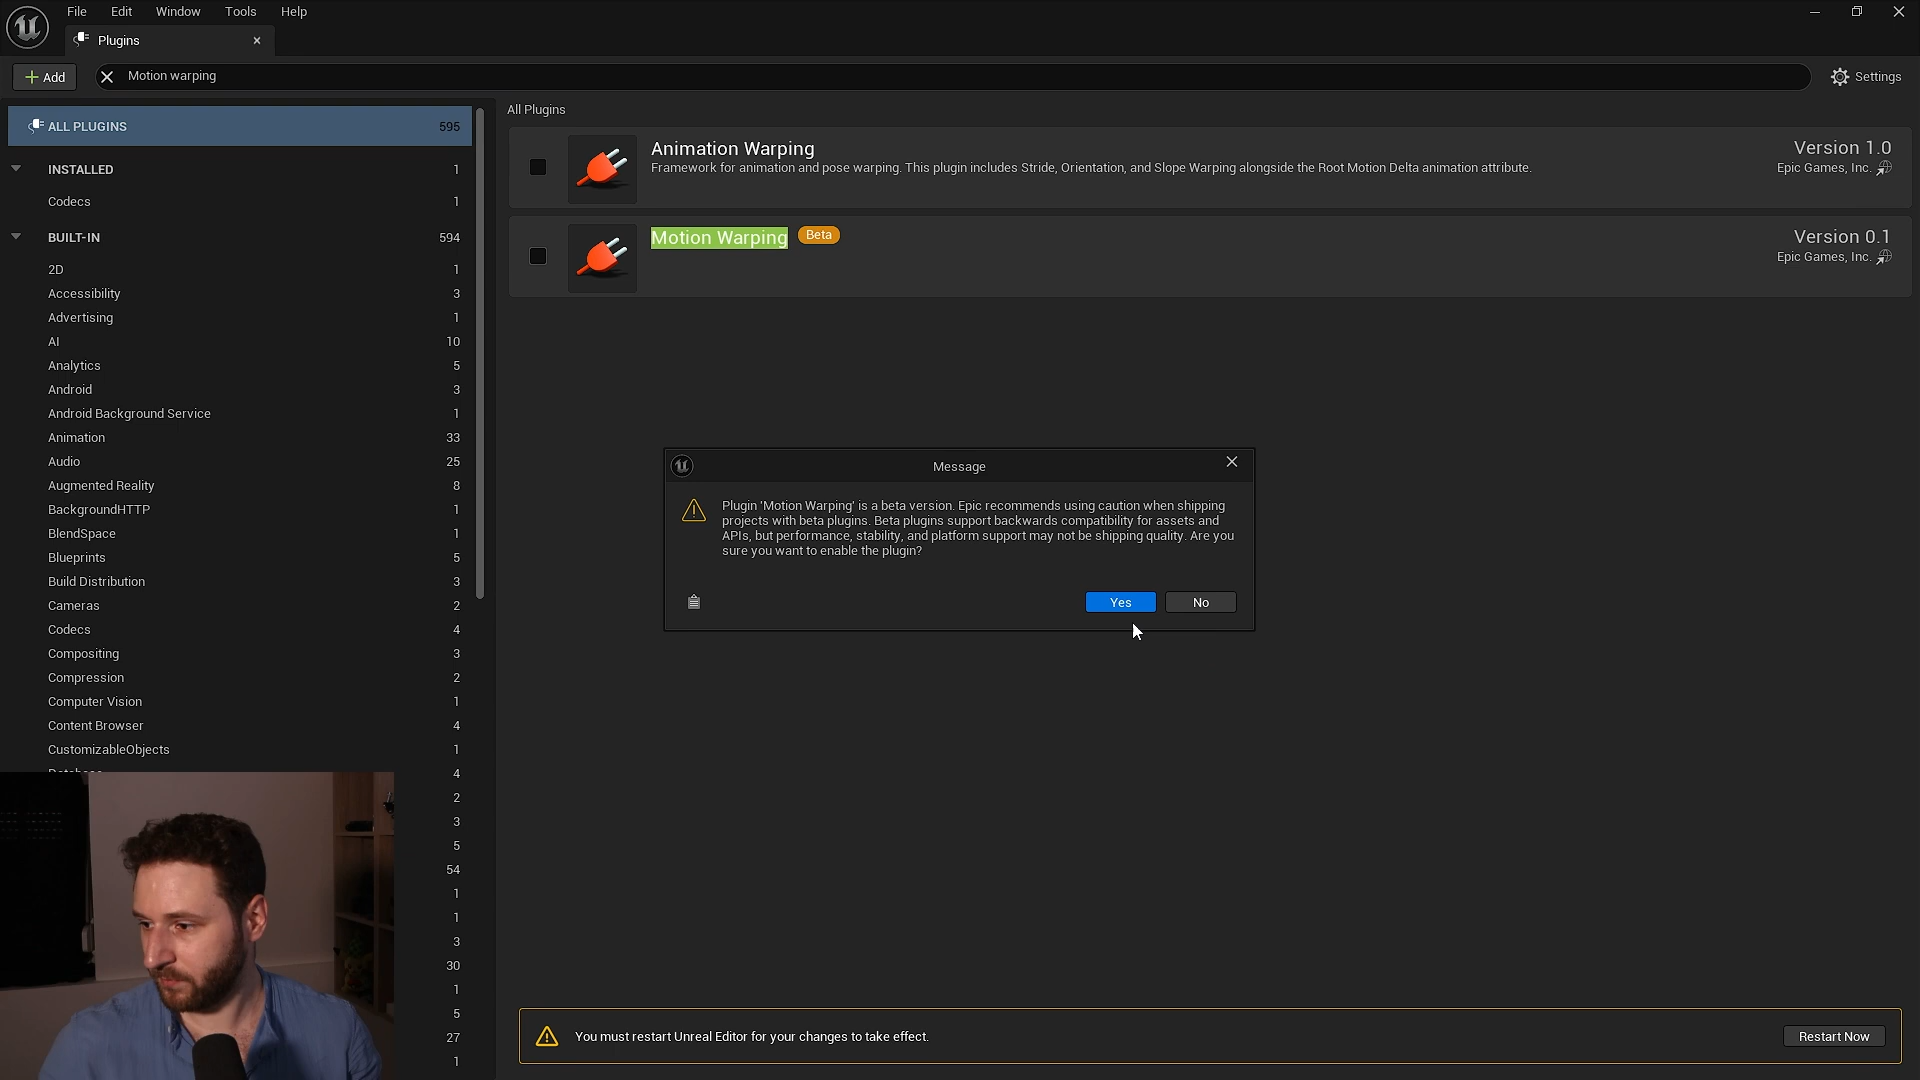 File Edit Window Tools Help
Plugins
Add
Motion warping
Settings
ALL PLUGINS 595
INSTALLED 1
Codecs 1
BUILT-IN 594
2D 1
Accessibility 3
Advertising 1
AI 10
Analytics 5
Android 3
Android Background Service 1
Animation 33
Audio 25
Augmented Reality 8
BackgroundHTTP 1
BlendSpace 1
Blueprints 5
Build Distribution 3
Cameras 2
Codecs 4
Compositing 3
Compression 2
Computer Vision 1
Content Browser 4
CustomizableObjects 1
4
2
3
5
54
1
1
3
30
1
5
27
1
All Plugins
Animation Warping
Framework for animation and pose warping. This plugin includes Stride, Orientation, and Slope Warping alongside the Root Motion Delta animation attribute.
Version 1.0
Epic Games, Inc.
Motion Warping Beta
Version 0.1
Epic Games, Inc.
Message
Plugin 'Motion Warping' is a beta version. Epic recommends using caution when shipping
projects with beta plugins. Beta plugins support backwards compatibility for assets and
APIs, but performance, stability, and platform support may not be shipping quality. Are you
sure you want to enable the plugin?
Yes No
You must restart Unreal Editor for your changes to take effect.
Restart Now